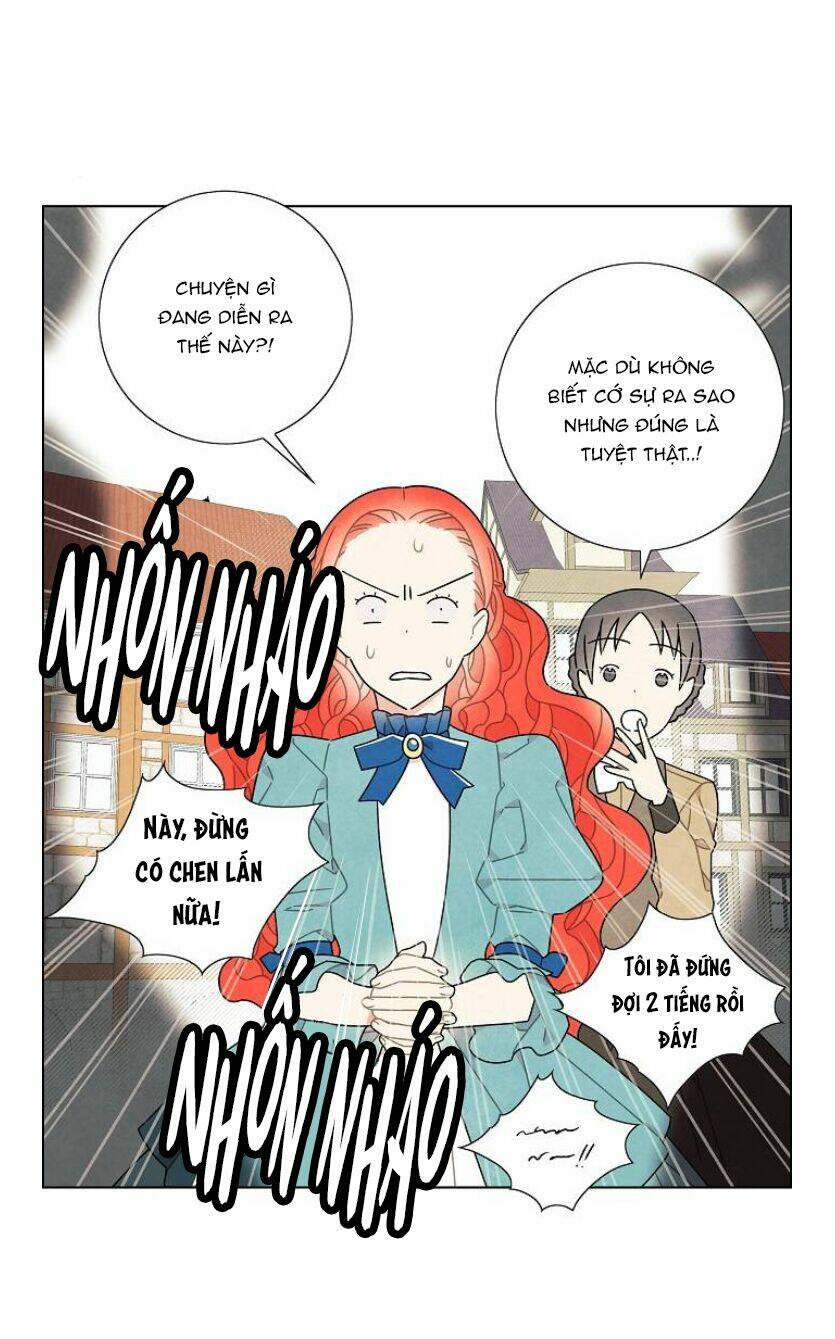 CHUYỆN GÌ
ĐANG DIỄN RA
THẾ NÀY?!
MẶC DÙ KHÔNG
BIẾT CỚ SỰ RA SAO
NHƯNG ĐÚNG LÀ
TUYỆT THẬT..!
NHỐN NHÁO
NÀY, ĐỪNG
CÓ CHEN LẤN
NỮA!
TÔI ĐÃ ĐỨNG
ĐỢI 2 TIẾNG RỒI
ĐẤY!
NHỐN NHÁO